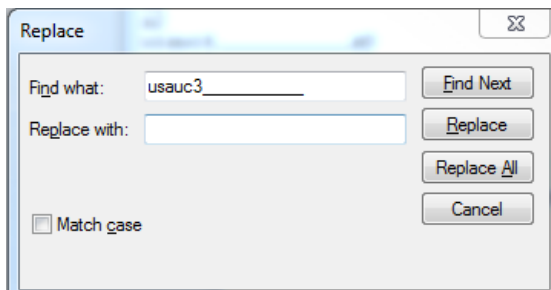 Replace
Find what: usauc3___________ Find Next
Replace with: Replace
Replace All
Cancel
Match case